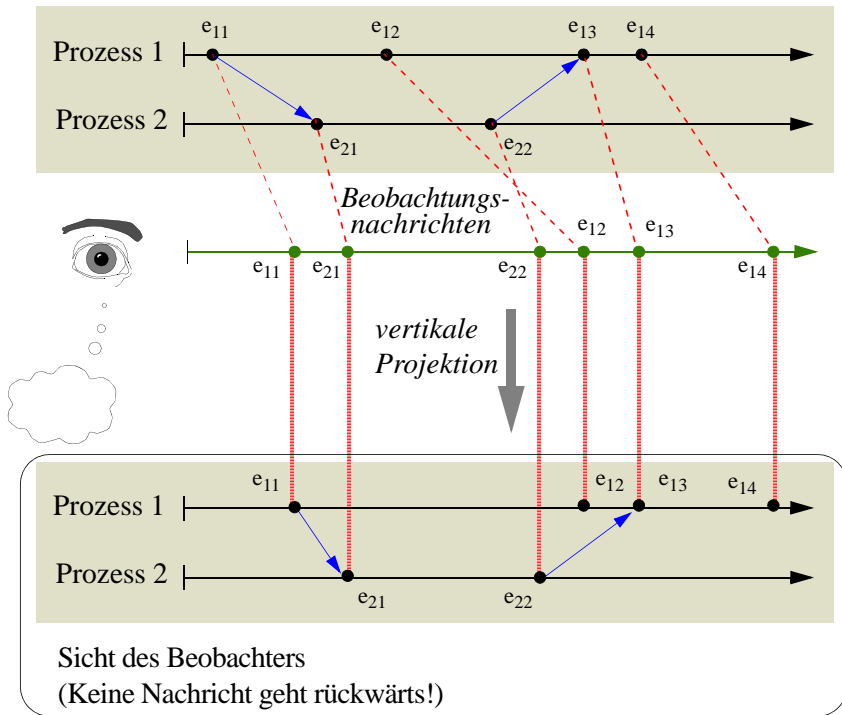 e11 e12 e13 e14
Prozess 1
Prozess 2
e21 e22
Beobachtungs-
nachrichten
e12 e13
e11 e21 e22 e14
vertikale
Projektion
e11 e12 e13 e14
Prozess 1
Prozess 2
e21 e22
Sicht des Beobachters
(Keine Nachricht geht rückwärts!)